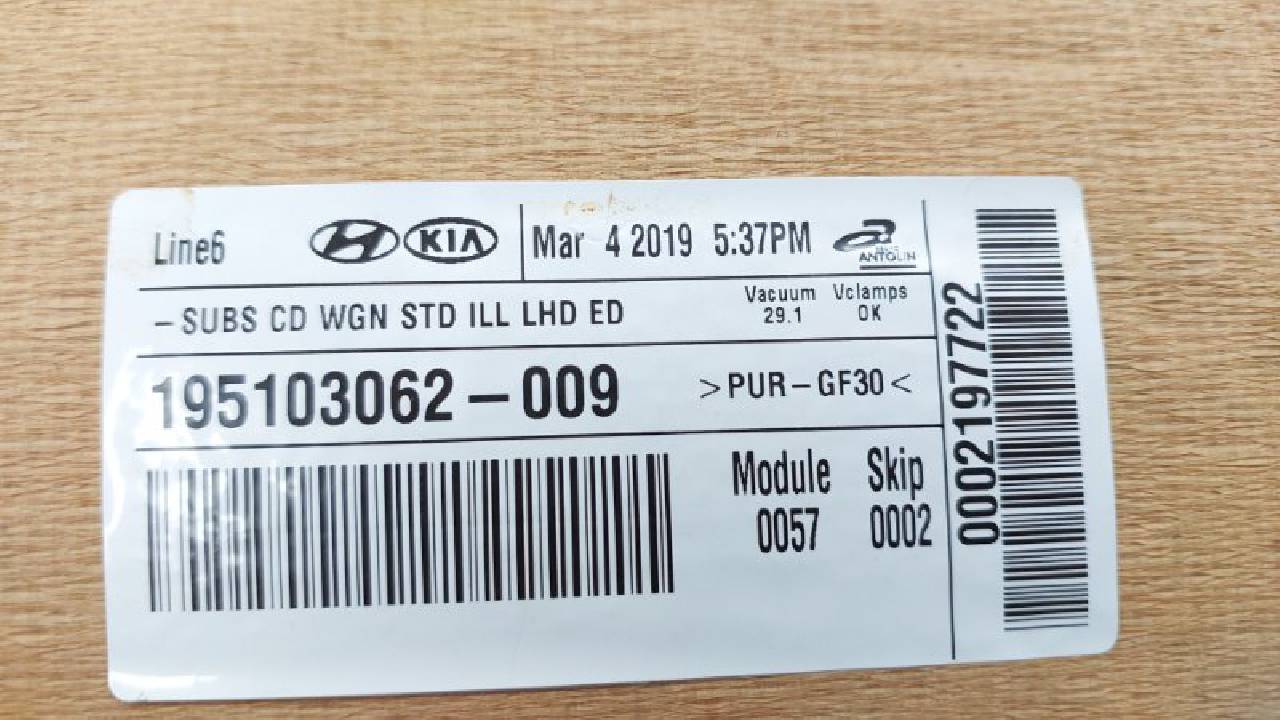 Line6 KIA Mar 4 2019 5:37PM ANTOLIN
-SUBS CD WGN STD ILL LHD ED
Vacuum Vclamps
29.1 OK
195103062-009 >PUR-GF30<
Module Skip
0057 0002
0002197722